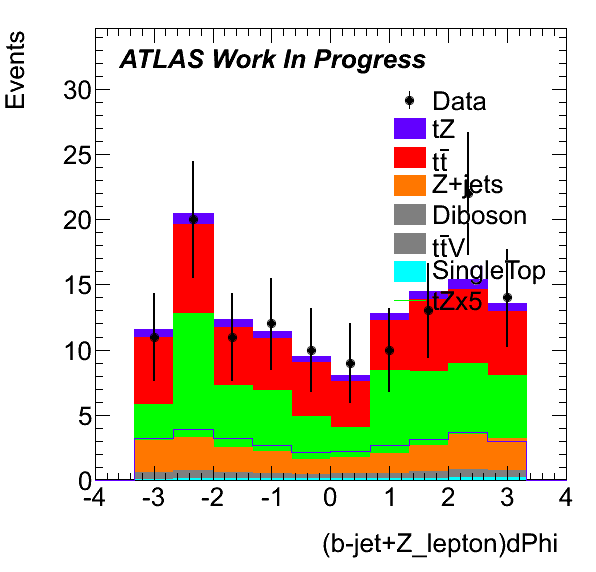 Events
ATLAS Work In Progress
Data
tZ
tt̄
Z+jets
Diboson
tt̄V
SingleTop
tZx5
30
25
20
15
10
5
0
-4 -3 -2 -1 0 1 2 3 4
(b-jet+Z_lepton)dPhi